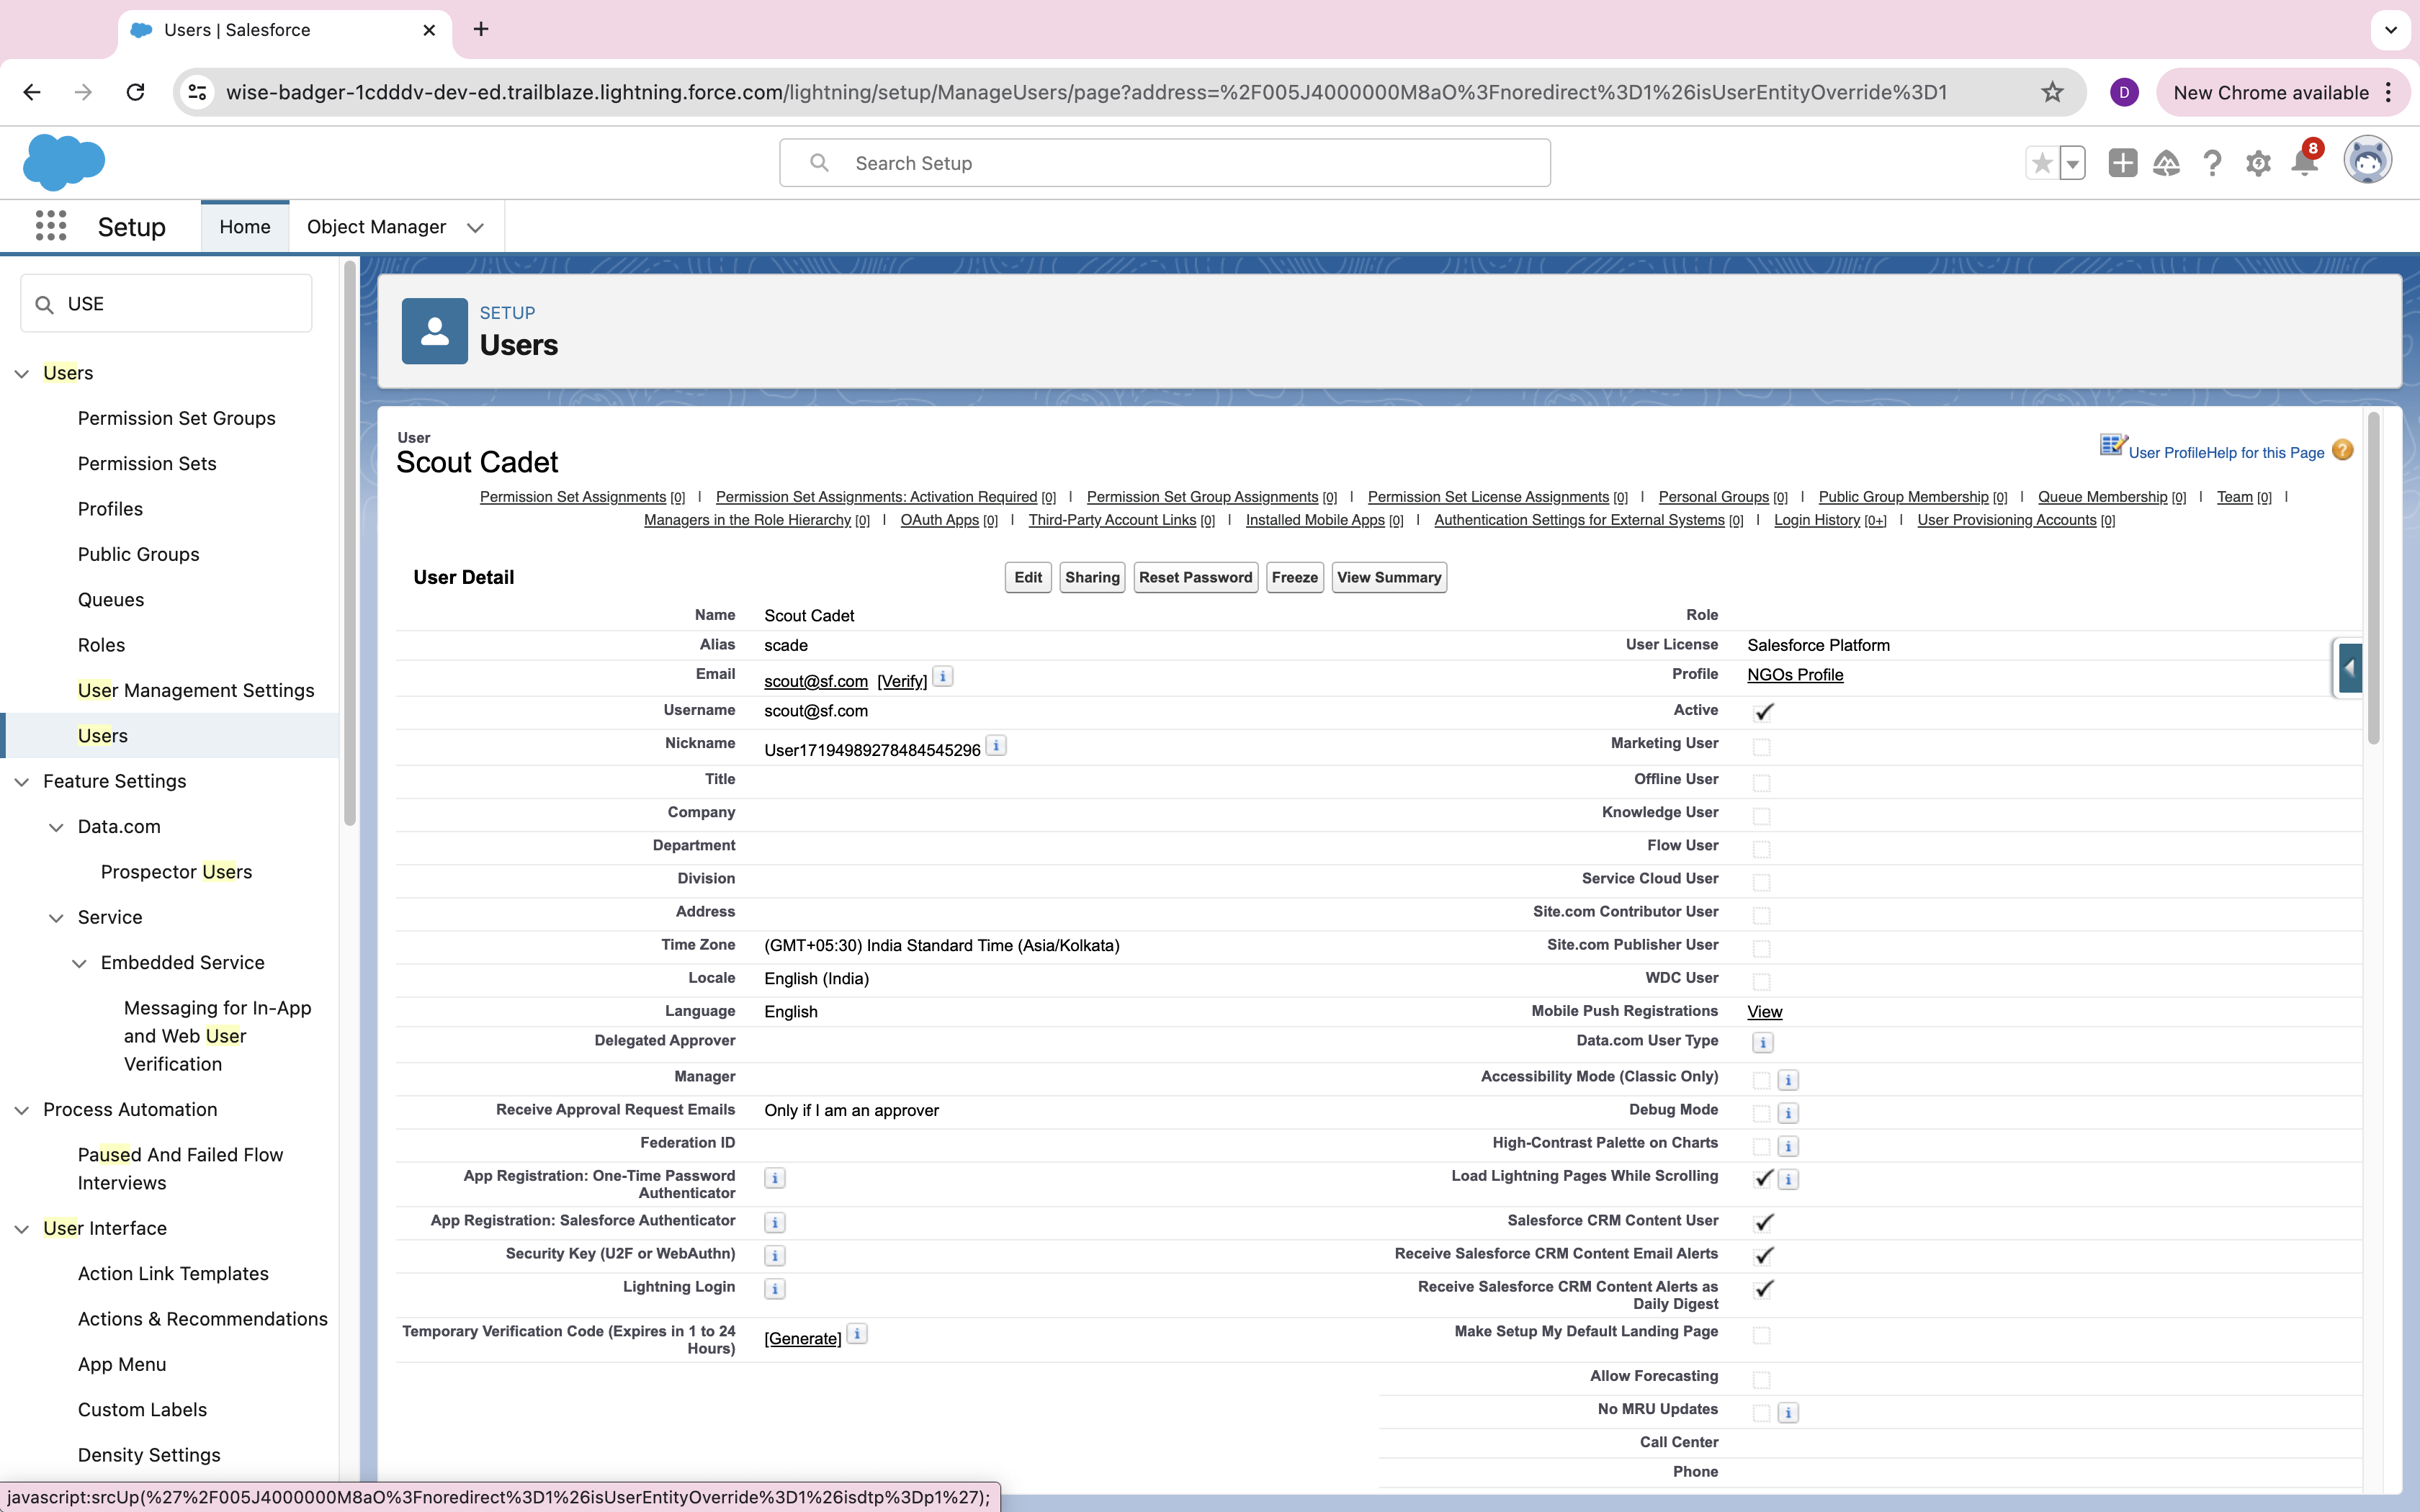 Users | Salesforce
wise-badger-1cdddv-dev-ed.trailblaze.lightning.force.com/lightning/setup/ManageUsers/page?address=%2F005J4000000M8aO%3Fnoredirect%3D1%26isUserEntityOverride%3D1
D
New Chrome available
Search Setup
8
Setup
Home
Object Manager
USE
Users
Permission Set Groups
Permission Sets
Profiles
Public Groups
Queues
Roles
User Management Settings
Users
Feature Settings
Data.com
Prospector Users
Service
Embedded Service
Messaging for In-App
and Web User
Verification
Process Automation
Paused And Failed Flow
Interviews
User Interface
Action Link Templates
Actions & Recommendations
App Menu
Custom Labels
Density Settings
SETUP
Users
User
Scout Cadet
User Profile Help for this Page ?
Permission Set Assignments [0] | Permission Set Assignments: Activation Required [0] | Permission Set Group Assignments [0] | Permission Set License Assignments [0] | Personal Groups [0] | Public Group Membership [0] | Queue Membership [0] | Team [0] |
Managers in the Role Hierarchy [0] | OAuth Apps [0] | Third-Party Account Links [0] | Installed Mobile Apps [0] | Authentication Settings for External Systems [0] | Login History [0+] | User Provisioning Accounts [0]
User Detail
Edit Sharing Reset Password Freeze View Summary
Name Scout Cadet
Role
Alias scade
User License Salesforce Platform
Email scout@sf.com [Verify] i
Profile NGOs Profile
Username scout@sf.com
Active
Nickname User17194989278484545296 i
Marketing User
Title
Offline User
Company
Knowledge User
Department
Flow User
Division
Service Cloud User
Address
Site.com Contributor User
Time Zone (GMT+05:30) India Standard Time (Asia/Kolkata)
Site.com Publisher User
Locale English (India)
WDC User
Language English
Mobile Push Registrations View
Delegated Approver
Data.com User Type i
Manager
Accessibility Mode (Classic Only) i
Receive Approval Request Emails Only if I am an approver
Debug Mode i
Federation ID
High-Contrast Palette on Charts i
App Registration: One-Time Password
Authenticator i
Load Lightning Pages While Scrolling i
App Registration: Salesforce Authenticator i
Salesforce CRM Content User
Security Key (U2F or WebAuthn) i
Receive Salesforce CRM Content Email Alerts
Lightning Login i
Receive Salesforce CRM Content Alerts as
Daily Digest
Temporary Verification Code (Expires in 1 to 24
Hours) [Generate] i
Make Setup My Default Landing Page
Allow Forecasting
No MRU Updates i
Call Center
Phone
javascript:srcUp(%27%2F005J4000000M8aO%3Fnoredirect%3D1%26isUserEntityOverride%3D1%26isdtp%3Dp1%27);